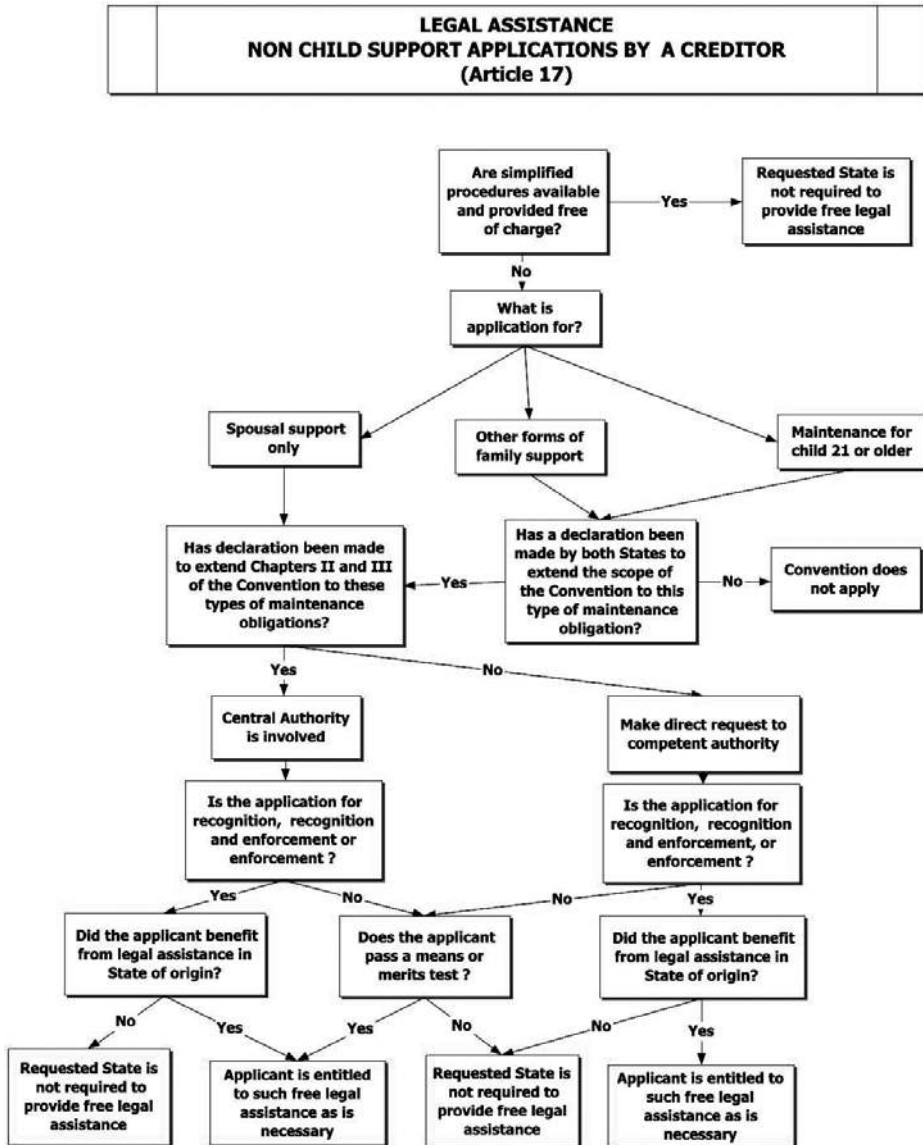 LEGAL ASSISTANCE
NON CHILD SUPPORT APPLICATIONS BY A CREDITOR
(Article 17)
Are simplified
procedures available
and provided free
of charge?
Yes
Requested State is
not required to
provide free legal
assistance
No
What is
application for?
Spousal support
only
Other forms of
family support
Maintenance for
child 21 or older
Has declaration been made
to extend Chapters II and III
of the Convention to these
types of maintenance
obligations?
Yes
Has a declaration been
made by both States to
extend the scope of
the Convention to this
type of maintenance
obligation?
No
Convention does
not apply
Yes
No
Central Authority
is involved
Make direct request to
competent authority
Is the application for
recognition, recognition
and enforcement or
enforcement ?
Is the application for
recognition, recognition
and enforcement, or
enforcement ?
Yes
No
No
Yes
Did the applicant benefit
from legal assistance in
State of origin?
Does the applicant
pass a means or
merits test ?
Did the applicant benefit
from legal assistance in
State of origin?
No
Yes
Yes
No
No
Yes
Requested State is
not required to
provide free legal
assistance
Applicant is entitled
to such free legal
assistance as is
necessary
Requested State is
not required to
provide free legal
assistance
Applicant is entitled to
such free legal
assistance as is
necessary